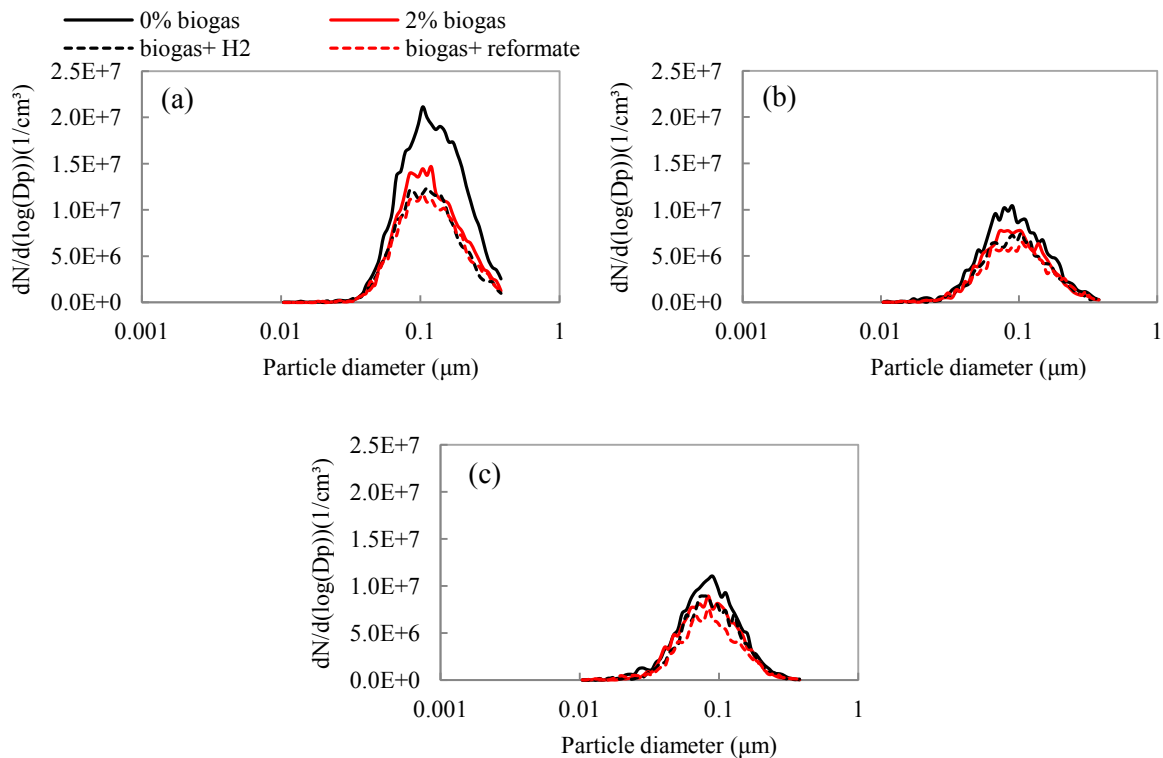 0% biogas 2% biogas
biogas+ H2 biogas+ reformate
(a)
dN/d(log(Dp))(1/cm³)
2.5E+7
2.0E+7
1.5E+7
1.0E+7
5.0E+6
0.0E+0
0.001 0.01 0.1 1
Particle diameter (μm)
(b)
dN/d(log(Dp))(1/cm³)
2.5E+7
2.0E+7
1.5E+7
1.0E+7
5.0E+6
0.0E+0
0.001 0.01 0.1 1
Particle diameter (μm)
(c)
dN/d(log(Dp))(1/cm³)
2.5E+7
2.0E+7
1.5E+7
1.0E+7
5.0E+6
0.0E+0
0.001 0.01 0.1 1
Particle diameter (μm)